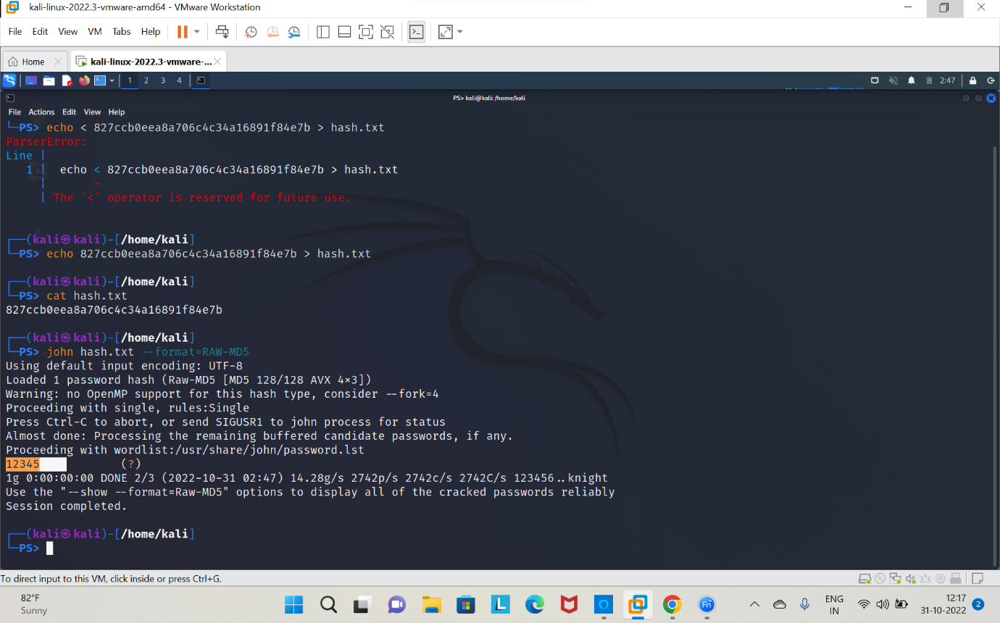 kali-linux-2022.3-vmware-amd64 - VMware Workstation
File Edit View VM Tabs Help
Home kali-linux-2022.3-vmware-...
1 2 3 4 2:47
PS> kali@kali: /home/kali
File Actions Edit View Help
└─PS> echo < 827ccb0eea8a706c4c34a16891f84e7b > hash.txt
ParserError:
Line |
1 | echo < 827ccb0eea8a706c4c34a16891f84e7b > hash.txt
| ~
| The '<' operator is reserved for future use.
┌──(kali㉿kali)-[/home/kali]
└─PS> echo 827ccb0eea8a706c4c34a16891f84e7b > hash.txt
┌──(kali㉿kali)-[/home/kali]
└─PS> cat hash.txt
827ccb0eea8a706c4c34a16891f84e7b
┌──(kali㉿kali)-[/home/kali]
└─PS> john hash.txt --format=RAW-MD5
Using default input encoding: UTF-8
Loaded 1 password hash (Raw-MD5 [MD5 128/128 AVX 4×3])
Warning: no OpenMP support for this hash type, consider --fork=4
Proceeding with single, rules:Single
Press Ctrl-C to abort, or send SIGUSR1 to john process for status
Almost done: Processing the remaining buffered candidate passwords, if any.
Proceeding with wordlist:/usr/share/john/password.lst
12345 (?)
1g 0:00:00:00 DONE 2/3 (2022-10-31 02:47) 14.28g/s 2742p/s 2742c/s 2742C/s 123456..knight
Use the "--show --format=Raw-MD5" options to display all of the cracked passwords reliably
Session completed.
┌──(kali㉿kali)-[/home/kali]
└─PS>
To direct input to this VM, click inside or press Ctrl+G.
82°F
Sunny
L
Fn
ENG
IN
12:17
31-10-2022
2